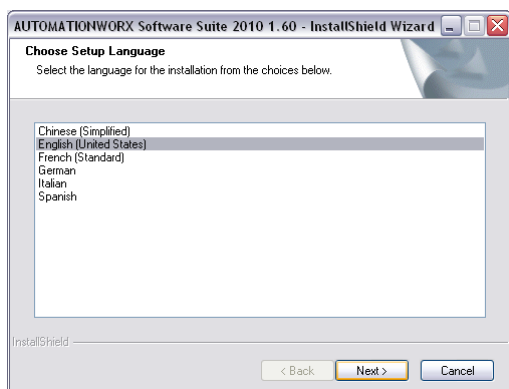 AUTOMATIONWORX Software Suite 2010 1.60 - InstallShield Wizard
Choose Setup Language
Select the language for the installation from the choices below.
Chinese (Simplified)
English (United States)
French (Standard)
German
Italian
Spanish
InstallShield
< Back Next > Cancel